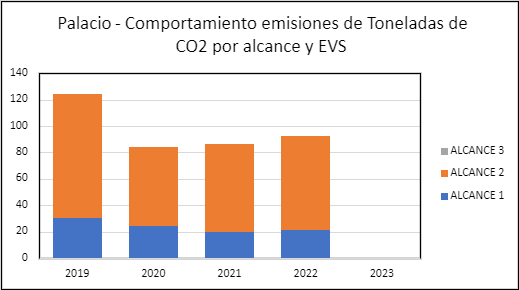 Palacio - Comportamiento emisiones de Toneladas de
CO2 por alcance y EVS
140
120
100
80
60
40
20
0
2019 2020 2021 2022 2023
ALCANCE 3
ALCANCE 2
ALCANCE 1